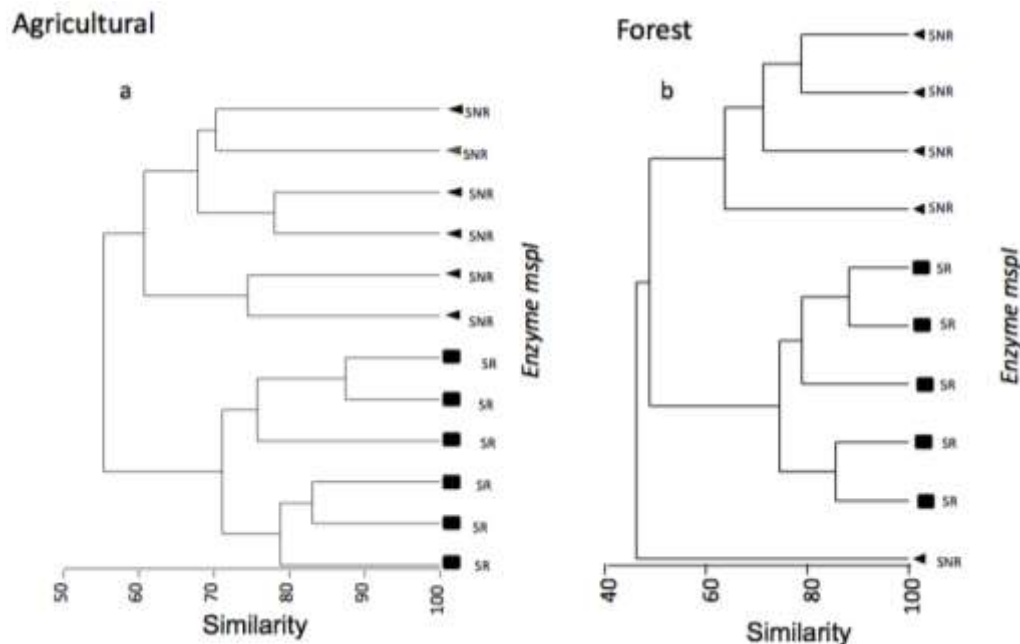 Agricultural
a
SNR
SNR
SNR
SNR
SNR
SNR
SR
SR
SR
SR
SR
SR
Enzyme mspl
50
60
70
80
90
100
Similarity
Forest
b
SNR
SNR
SNR
SNR
SR
SR
SR
SR
SR
SNR
Enzyme mspl
40
60
80
100
Similarity